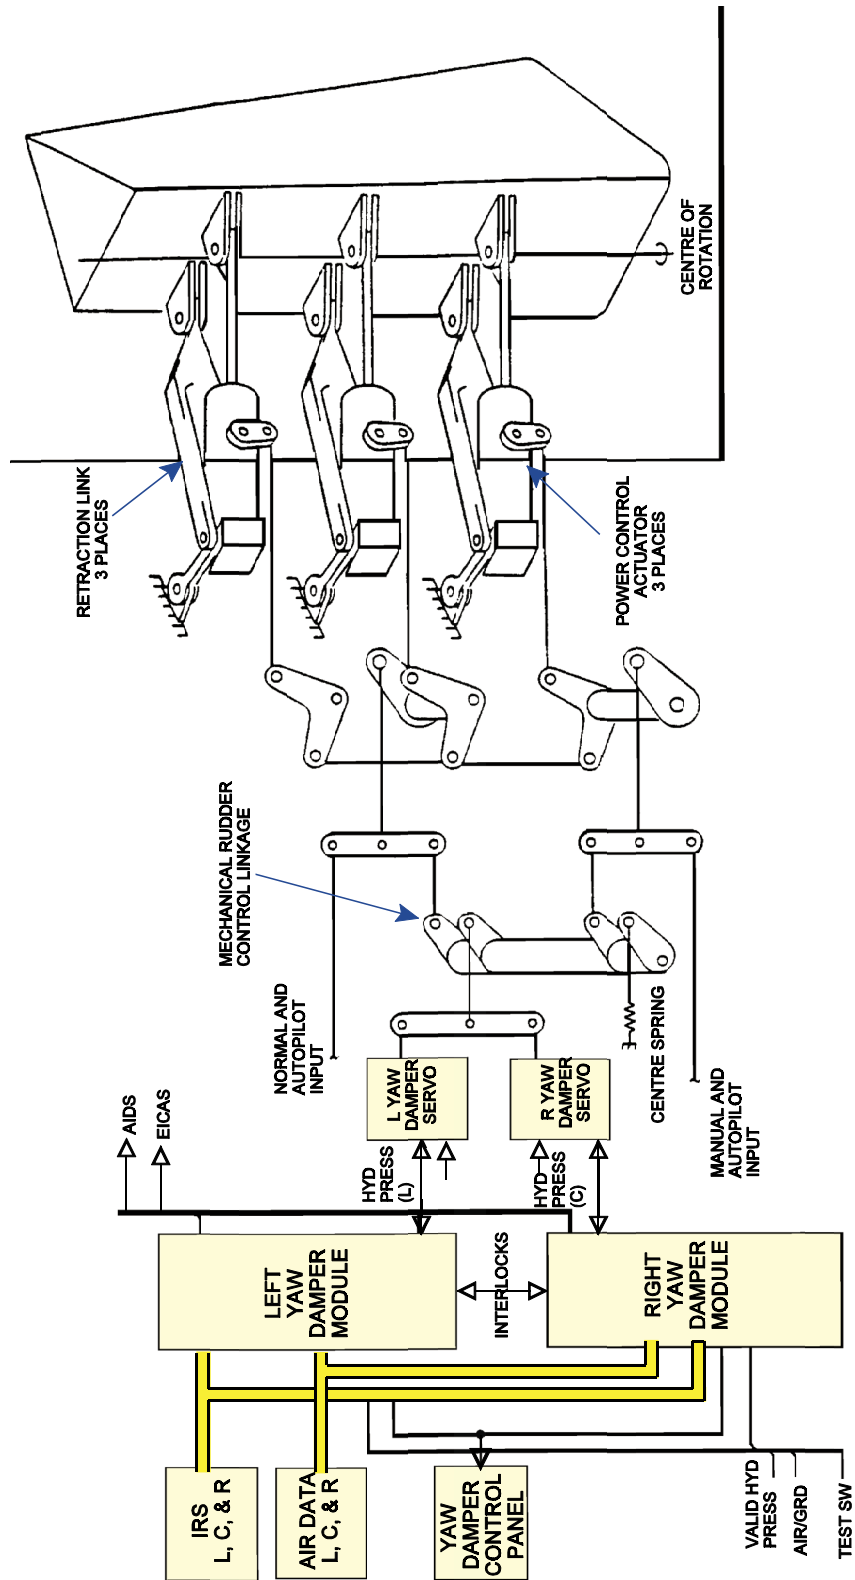 CENTRE OF
ROTATION
RETRACTION LINK
3 PLACES
POWER CONTROL
ACTUATOR
3 PLACES
MECHANICAL RUDDER
CONTROL LINKAGE
NORMAL AND
AUTOPILOT
INPUT
CENTRE SPRING
MANUAL AND
AUTOPILOT
INPUT
AIDS
EICAS
L YAW
DAMPER
SERVO
R YAW
DAMPER
SERVO
HYD
PRESS
(L)
HYD
PRESS
(C)
LEFT
YAW
DAMPER
MODULE
INTERLOCKS
RIGHT
YAW
DAMPER
MODULE
IRS
L, C, & R
AIR DATA
L, C, & R
YAW
DAMPER
CONTROL
PANEL
VALID HYD
PRESS
AIR/GRD
TEST SW